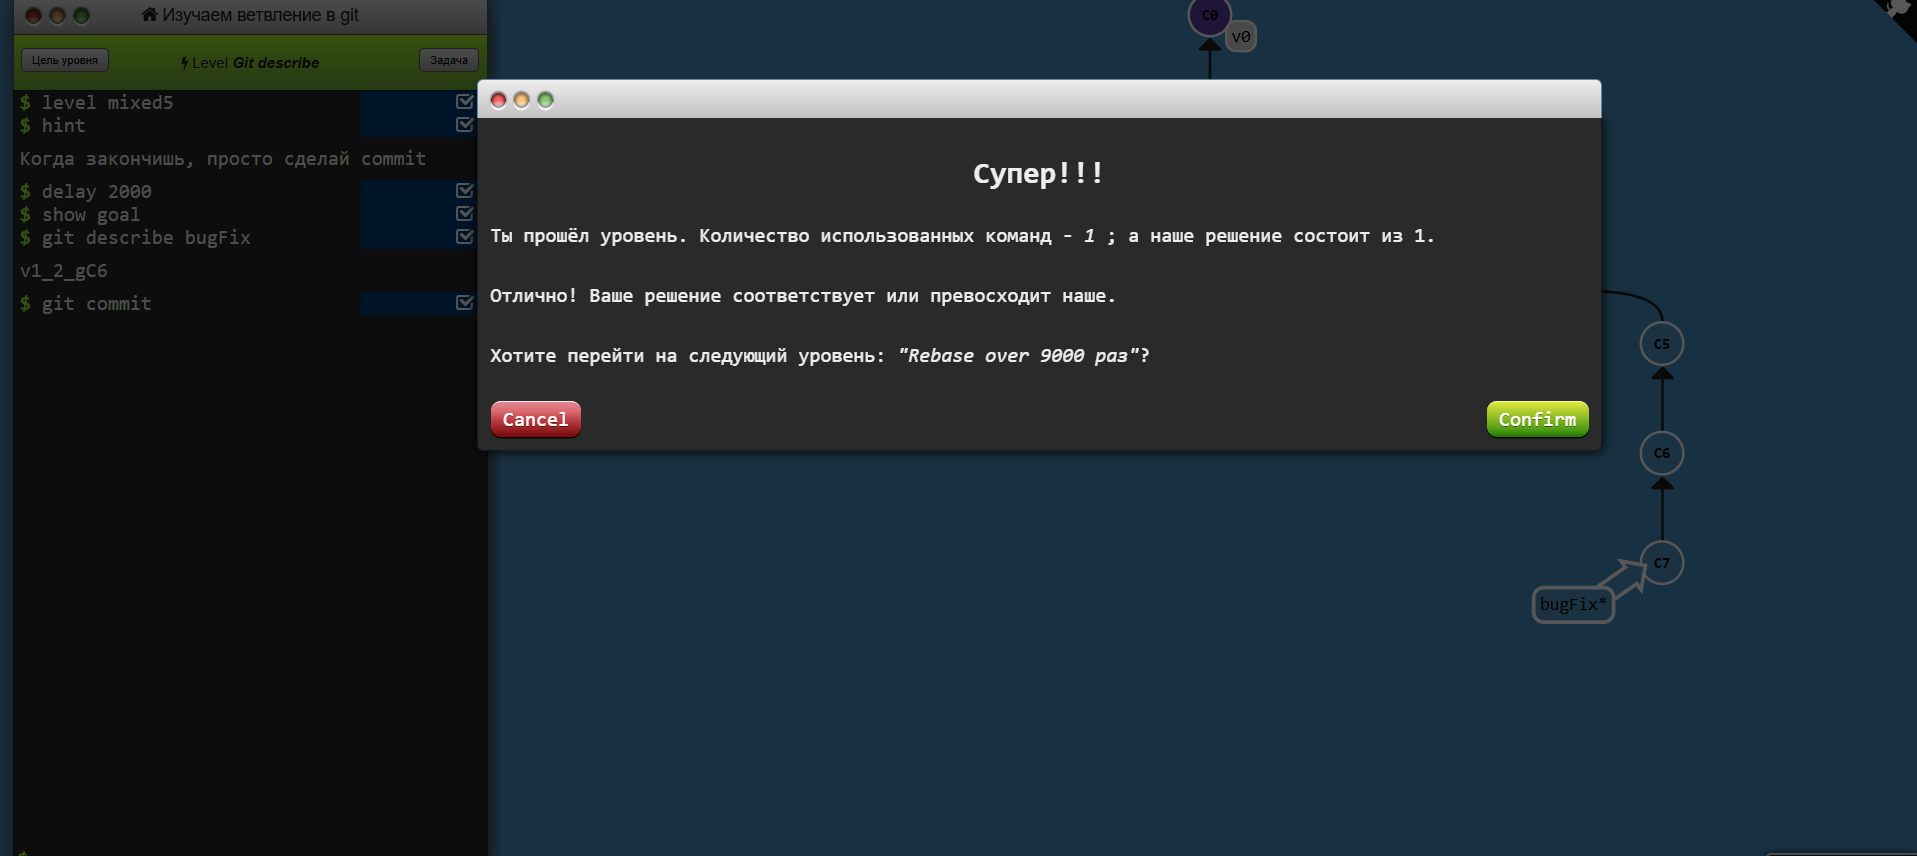 Изучаем ветвление в git
Цель уровня
Level Git describe
Задача
$ level mixed5
$ hint
Когда закончишь, просто сделай commit
$ delay 2000
$ show goal
$ git describe bugFix
v1_2_gC6
$ git commit
$
C0
v0
Супер!!!
Ты прошёл уровень. Количество использованных команд - 1 ; а наше решение состоит из 1.
Отлично! Ваше решение соответствует или превосходит наше.
Хотите перейти на следующий уровень: "Rebase over 9000 раз"?
Cancel
Confirm
C5
C6
C7
bugFix*